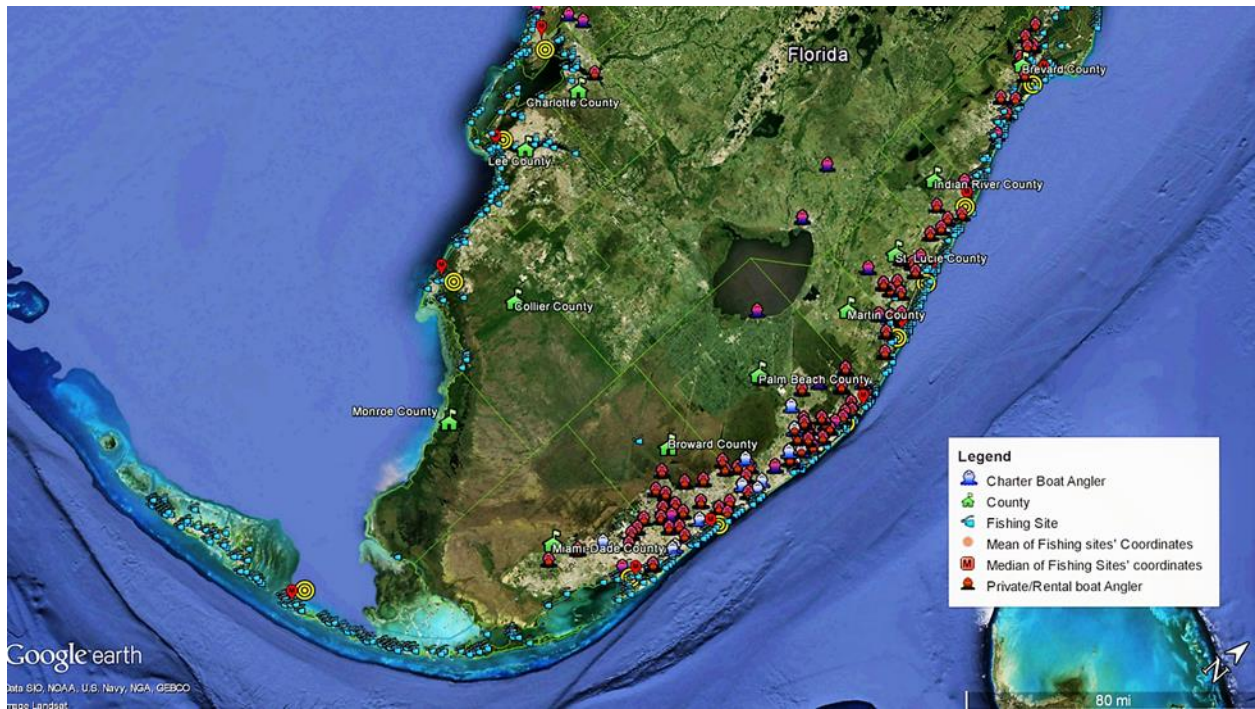 Florida
Brevard County
Charlotte County
Lee County
Indian River County
St. Lucie County
Collier County
Martin County
Palm Beach County
Monroe County
Broward County
Miami-Dade County
Legend
Charter Boat Angler
County
Fishing Site
Mean of Fishing sites' Coordinates
M Median of Fishing Sites' coordinates
Private/Rental boat Angler
Google earth
Data SIO, NOAA, U.S. Navy, NGA, GEBCO
Image Landsat
N
80 mi